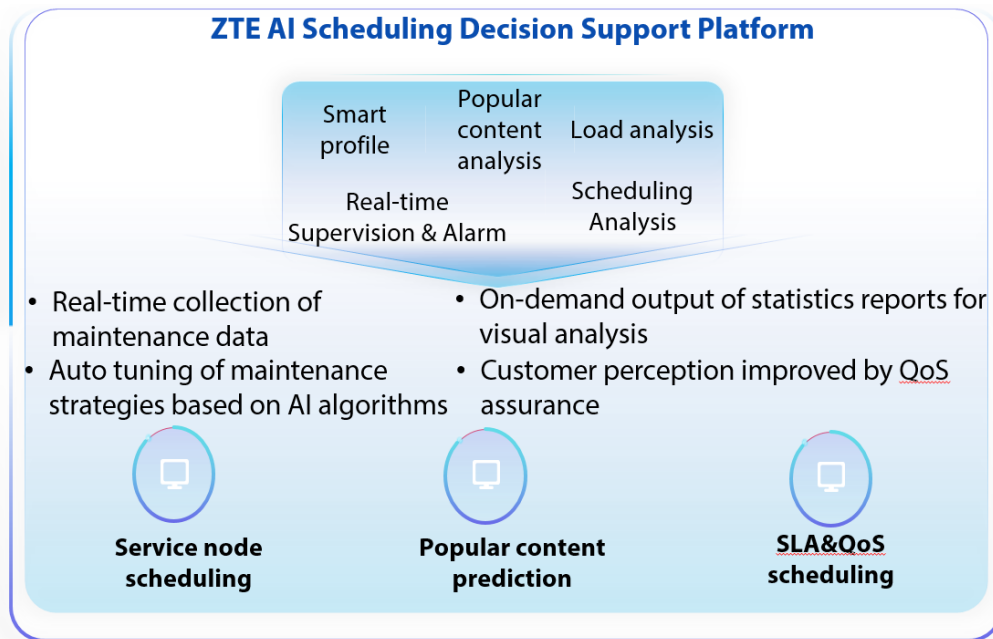 ZTE AI Scheduling Decision Support Platform
Smart
profile
Popular
content
analysis
Load analysis
Real-time
Supervision & Alarm
Scheduling
Analysis
• Real-time collection of
maintenance data
• Auto tuning of maintenance
strategies based on AI algorithms
• On-demand output of statistics reports for
visual analysis
• Customer perception improved by QoS
assurance
Service node
scheduling
Popular content
prediction
SLA&QoS
scheduling